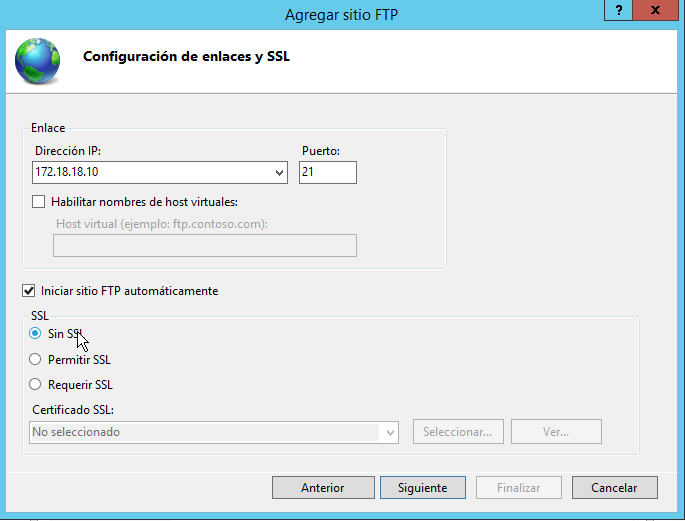 Agregar sitio FTP
?
x
Configuración de enlaces y SSL
Enlace
Dirección IP:
Puerto:
172.18.18.10
21
Habilitar nombres de host virtuales:
Host virtual (ejemplo: ftp.contoso.com):
Iniciar sitio FTP automáticamente
SSL
Sin SSL
Permitir SSL
Requerir SSL
Certificado SSL:
No seleccionado
Seleccionar...
Ver...
Anterior
Siguiente
Finalizar
Cancelar